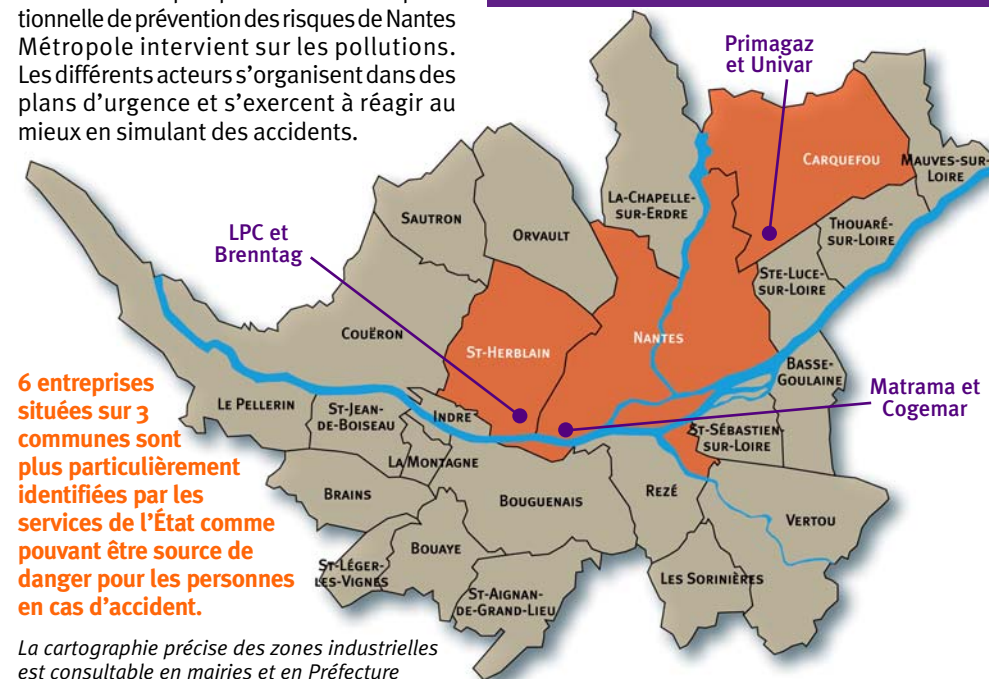 tionnelle de prévention des risques de Nantes
Métropole intervient sur les pollutions.
Les différents acteurs s’organisent dans des
plans d’urgence et s’exercent à réagir au
mieux en simulant des accidents.
Primagaz
et Univar
CARQUEFOU
MAUVES-SUR-
LOIRE
LA-CHAPELLE-
SUR-ERDRE
THOUARÉ-
SUR-LOIRE
SAUTRON
ORVAULT
LPC et
Brenntag
STE-LUCE-
SUR-LOIRE
COUËRON
ST-HERBLAIN
NANTES
BASSE-
GOULAINE
Matrama et
Cogemar
LE PELLERIN
ST-JEAN-
DE-BOISEAU
INDRE
ST-SÉBASTIEN-
SUR-LOIRE
LA MONTAGNE
BRAINS
BOUGUENAIS
REZÉ
VERTOU
BOUAYE
ST-LÉGER-
LES-VIGNES
ST-AIGNAN-
DE-GRAND-LIEU
LES SORINIÈRES
6 entreprises
situées sur 3
communes sont
plus particulièrement
identifiées par les
services de l’État comme
pouvant être source de
danger pour les personnes
en cas d’accident.
La cartographie précise des zones industrielles
est consultable en mairies et en Préfecture